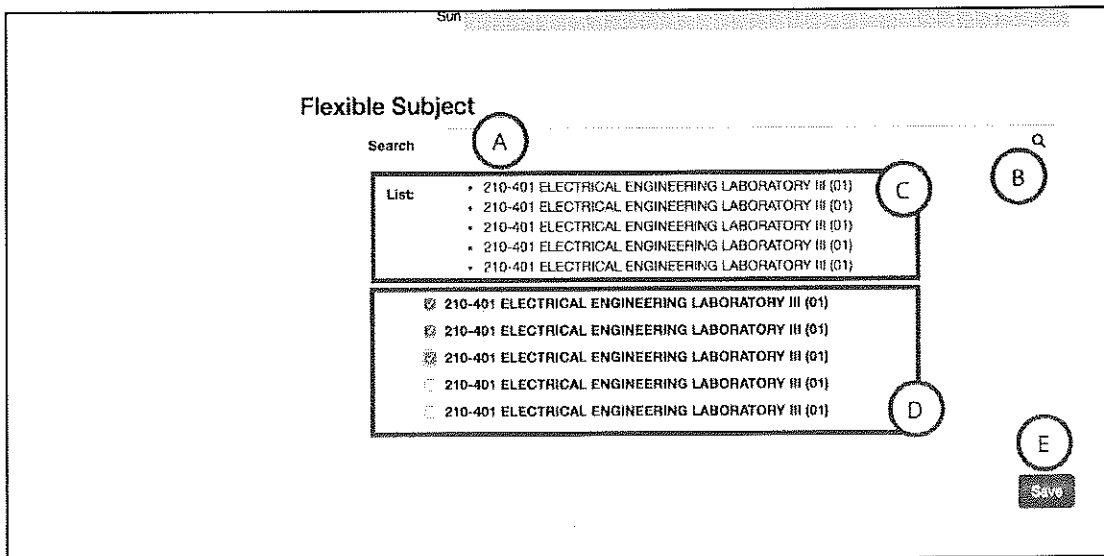 Sun
Flexible Subject
Search
A
B
List:
• 210-401 ELECTRICAL ENGINEERING LABORATORY III (01)
• 210-401 ELECTRICAL ENGINEERING LABORATORY III (01)
• 210-401 ELECTRICAL ENGINEERING LABORATORY III (01)
• 210-401 ELECTRICAL ENGINEERING LABORATORY III (01)
• 210-401 ELECTRICAL ENGINEERING LABORATORY III (01)
C
210-401 ELECTRICAL ENGINEERING LABORATORY III (01)
210-401 ELECTRICAL ENGINEERING LABORATORY III (01)
210-401 ELECTRICAL ENGINEERING LABORATORY III (01)
210-401 ELECTRICAL ENGINEERING LABORATORY III (01)
210-401 ELECTRICAL ENGINEERING LABORATORY III (01)
D
E
Save